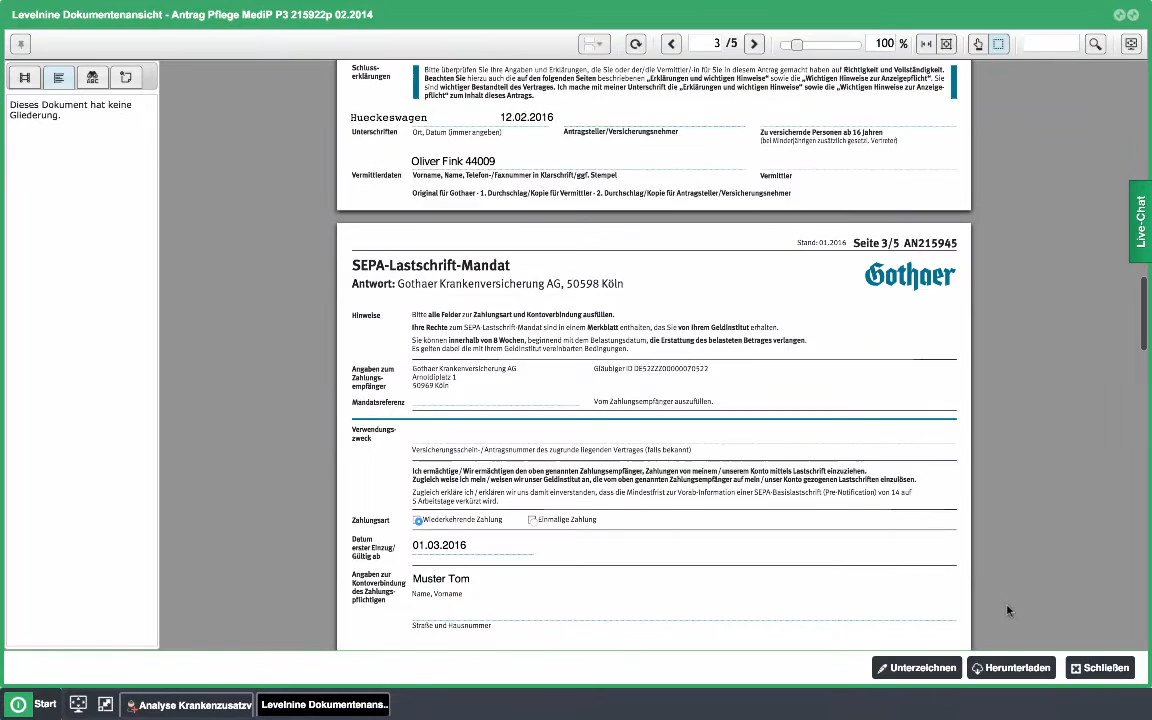 Levelnine Dokumentenansicht - Antrag Pflege MediP P3 215922p 02.2014
3 /5
100 %
ABC
Dieses Dokument hat keine
Gliederung.
Schluss-
erklärungen
Bitte überprüfen Sie Ihre Angaben und Erklärungen, die Sie oder der/die Vermittler/-in für Sie in diesem Antrag gemacht haben auf Richtigkeit und Vollständigkeit.
Beachten Sie hierzu auch die auf den folgenden Seiten beschriebenen „Erklärungen und wichtigen Hinweise“ sowie die „Wichtigen Hinweise zur Anzeigepflicht“. Sie
sind wichtiger Bestandteil des Vertrages. Ich mache mit meiner Unterschrift die „Erklärungen und wichtigen Hinweise“ sowie die „Wichtigen Hinweise zur Anzeige-
pflicht“ zum Inhalt dieses Antrags.
Hueckeswagen 12.02.2016
Unterschriften Ort, Datum (immer angeben) Antragsteller/Versicherungsnehmer Zu versichernde Personen ab 16 Jahren
(bei Minderjährigen zusätzlich gesetzl. Vertreter)
Oliver Fink 44009
Vermittlerdaten Vorname, Name, Telefon-/Faxnummer in Klarschrift/ggf. Stempel Vermittler
Original für Gothaer · 1. Durchschlag/Kopie für Vermittler · 2. Durchschlag/Kopie für Antragsteller/Versicherungsnehmer
Stand: 01.2016 Seite 3/5 AN215945
SEPA-Lastschrift-Mandat
Antwort: Gothaer Krankenversicherung AG, 50598 Köln
Gothaer
Hinweise
Bitte alle Felder zur Zahlungsart und Kontoverbindung ausfüllen.
Ihre Rechte zum SEPA-Lastschrift-Mandat sind in einem Merkblatt enthalten, das Sie von Ihrem Geldinstitut erhalten.
Sie können innerhalb von 8 Wochen, beginnend mit dem Belastungsdatum, die Erstattung des belasteten Betrages verlangen.
Es gelten dabei die mit Ihrem Geldinstitut vereinbarten Bedingungen.
Angaben zum
Zahlungs-
empfänger
Gothaer Krankenversicherung AG
Arnoldiplatz 1
50969 Köln
Gläubiger ID DE52ZZZ00000070522
Mandatsreferenz Vom Zahlungsempfänger auszufüllen.
Verwendungs-
zweck
Versicherungsschein-/Antragsnummer des zugrunde liegenden Vertrages (falls bekannt)
Ich ermächtige / Wir ermächtigen den oben genannten Zahlungsempfänger, Zahlungen von meinem / unserem Konto mittels Lastschrift einzuziehen.
Zugleich weise ich mein / weisen wir unser Geldinstitut an, die vom oben genannten Zahlungsempfänger auf mein / unser Konto gezogenen Lastschriften einzulösen.
Zugleich erkläre ich / erklären wir uns damit einverstanden, dass die Mindestfrist zur Vorab-Information einer SEPA-Basislastschrift (Pre-Notification) von 14 auf
5 Arbeitstage verkürzt wird.
Zahlungsart Wiederkehrende Zahlung Einmalige Zahlung
Datum
erster Einzug/
Gültig ab
01.03.2016
Angaben zur
Kontoverbindung
des Zahlungs-
pflichtigen
Muster Tom
Name, Vorname
Straße und Hausnummer
Live-Chat
Unterzeichnen Herunterladen Schließen
Start Analyse Krankenzusatzv Levelnine Dokumentenans..